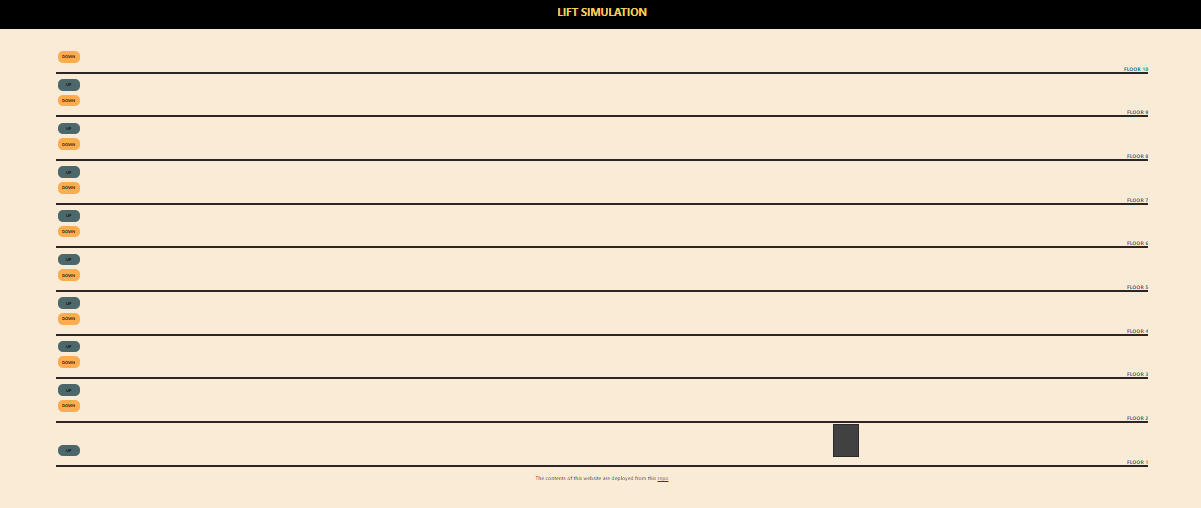 LIFT SIMULATION
DOWN
FLOOR 10
UP
DOWN
FLOOR 9
UP
DOWN
FLOOR 8
UP
DOWN
FLOOR 7
UP
DOWN
FLOOR 6
UP
DOWN
FLOOR 5
UP
DOWN
FLOOR 4
UP
DOWN
FLOOR 3
UP
DOWN
FLOOR 2
UP
FLOOR 1
The contents of this website are deployed from this repo